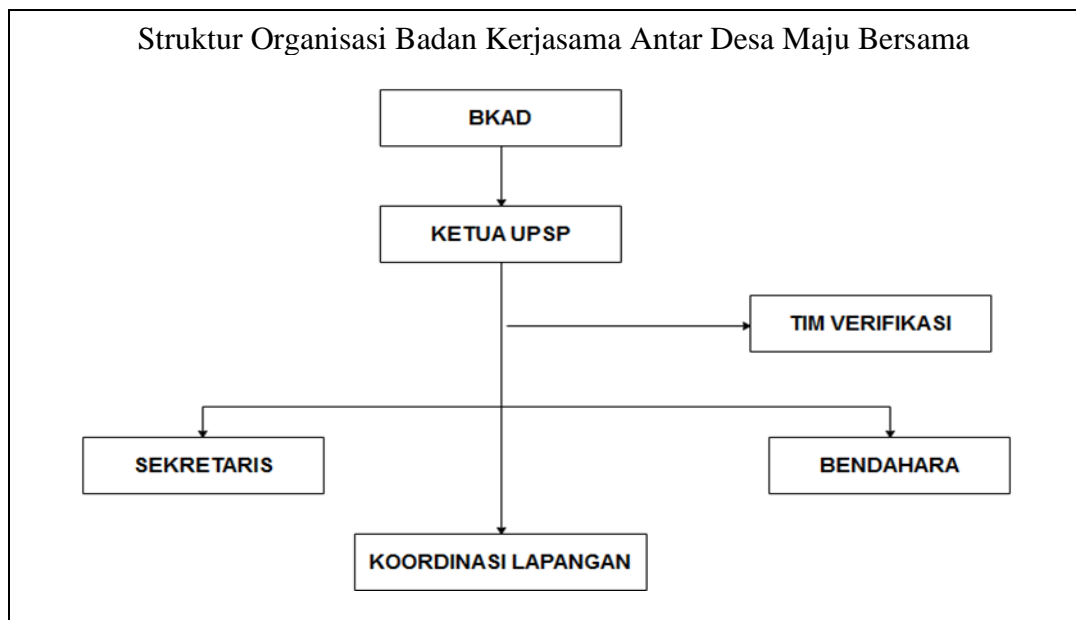 Struktur Organisasi Badan Kerjasama Antar Desa Maju Bersama
BKAD
KETUA UPSP
TIM VERIFIKASI
SEKRETARIS
BENDAHARA
KOORDINASI LAPANGAN